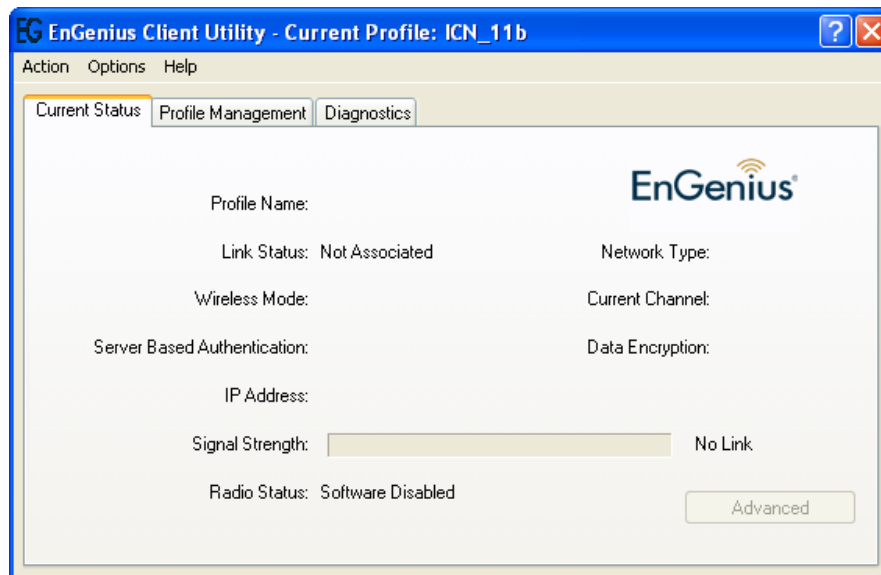 EG EnGenius Client Utility - Current Profile: ICN_11b
Action Options Help
Current Status Profile Management Diagnostics
EnGenius®
Profile Name:
Link Status: Not Associated Network Type:
Wireless Mode: Current Channel:
Server Based Authentication: Data Encryption:
IP Address:
Signal Strength: No Link
Radio Status: Software Disabled
Advanced